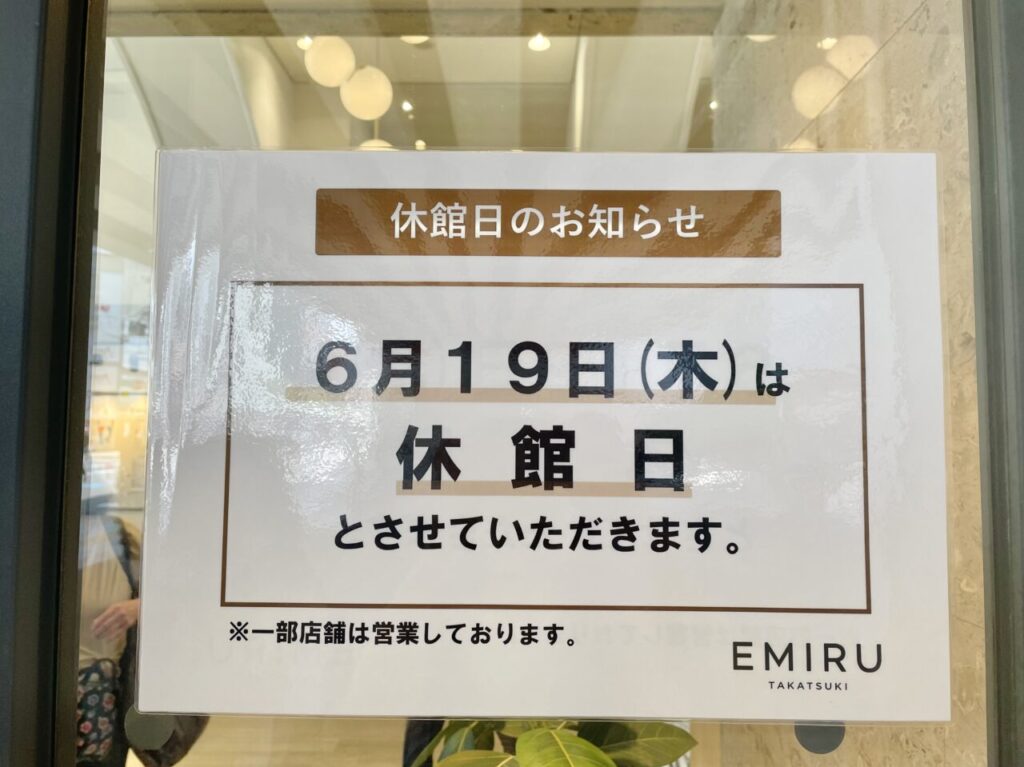 休館日のお知らせ
６月１９日(木)は
休館日
とさせていただきます。
※一部店舗は営業しております。
EMIRU
TAKATSUKI